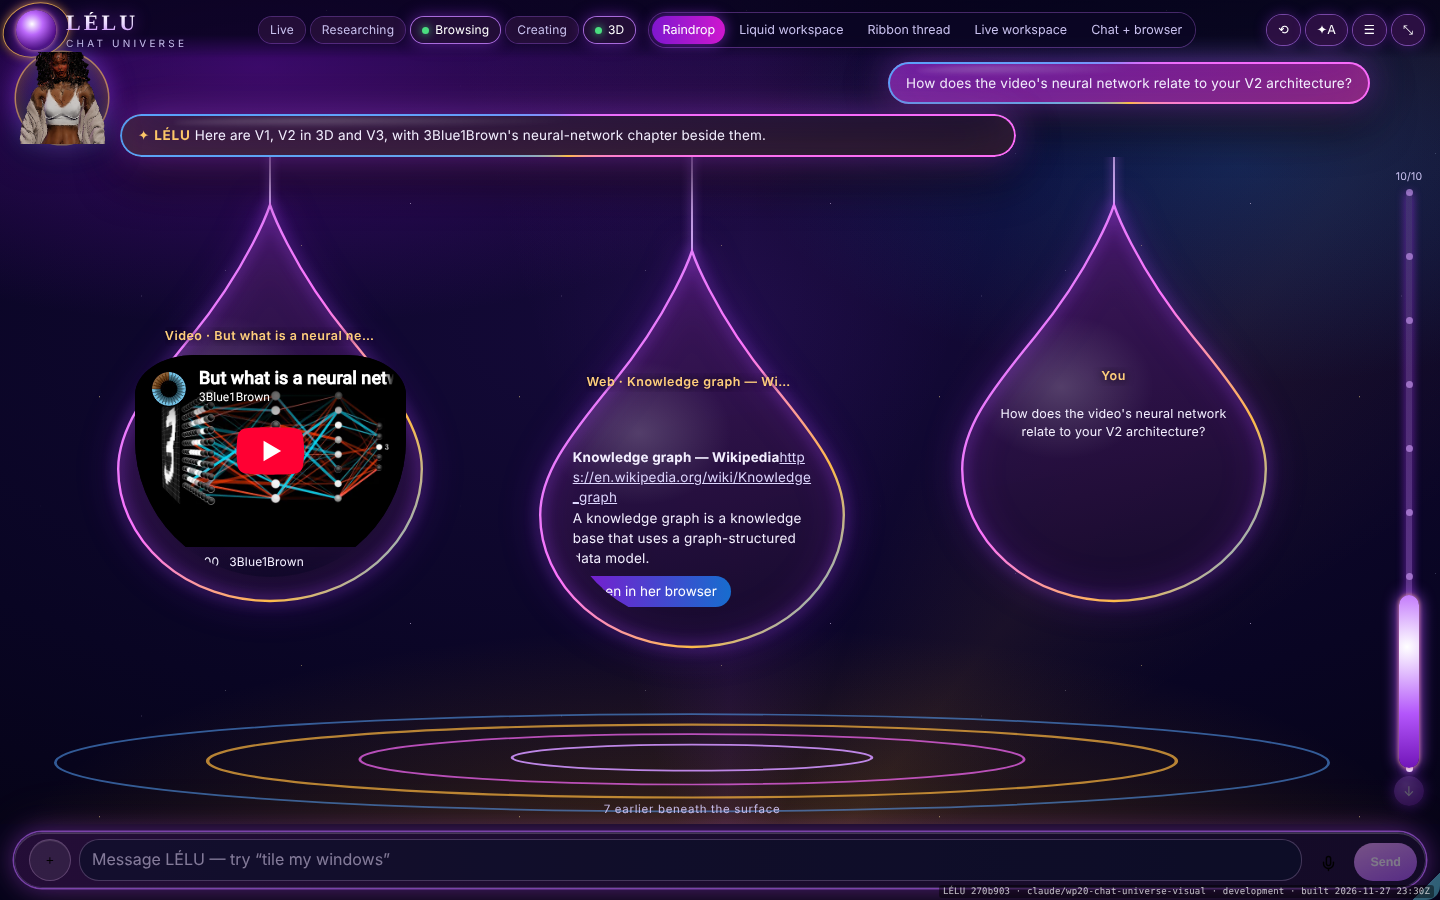 LÉLU
CHAT UNIVERSE
Live
Researching
Browsing
Creating
3D
Raindrop
Liquid workspace
Ribbon thread
Live workspace
Chat + browser
⟲
✦A
☰
⤡
How does the video's neural network relate to your V2 architecture?
✦ LÉLU Here are V1, V2 in 3D and V3, with 3Blue1Brown's neural-network chapter beside them.
10/10
Video · But what is a neural ne…
But what is a neural netw
3Blue1Brown
3
3Blue1Brown
Web · Knowledge graph — Wi…
Knowledge graph — Wikipediahttp
s://en.wikipedia.org/wiki/Knowledge
_graph
A knowledge graph is a knowledge
base that uses a graph-structured
data model.
en in her browser
You
How does the video's neural network
relate to your V2 architecture?
7 earlier beneath the surface
↓
+
Message LÉLU — try “tile my windows”
Send
LÉLU 270b903 · claude/wp20-chat-universe-visual · development · built 2026-11-27 23:30Z